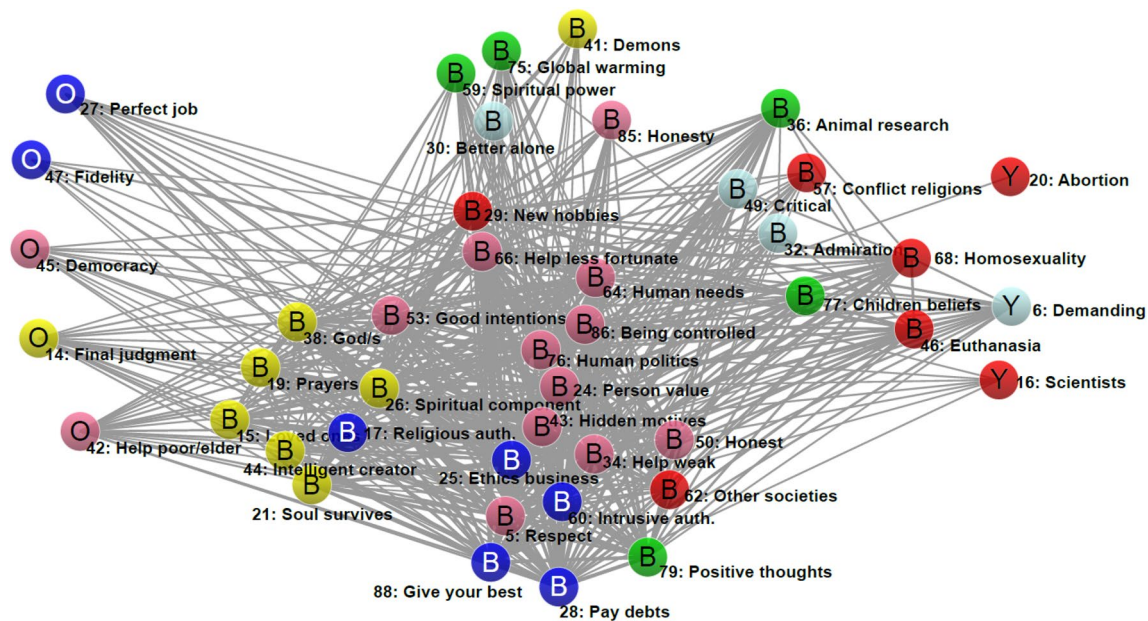 B 41: Demons
B 75: Global warming
B 59: Spiritual power
O 27: Perfect job
B 30: Better alone
B 85: Honesty
B 36: Animal research
O 47: Fidelity
B 57: Conflict religions
Y 20: Abortion
B 49: Critical
B 29: New hobbies
B 32: Admiration
O 45: Democracy
B 66: Help less fortunate
B 68: Homosexuality
B 64: Human needs
B 77: Children beliefs
Y 6: Demanding
B 53: Good intentions
B 38: God/s
B 86: Being controlled
B 46: Euthanasia
O 14: Final judgment
B 76: Human politics
B 19: Prayers
Y 16: Scientists
B 24: Person value
B 26: Spiritual component
B 43: Hidden motives
B 15:
B 17: Religious auth.
O 42: Help poor/elder
B 50: Honest
B 44: Intelligent creator
B 34: Help weak
B 25: Ethics business
B 21: Soul survives
B 62: Other societies
B 60: Intrusive auth.
B 5: Respect
B 79: Positive thoughts
B 88: Give your best
B 28: Pay debts